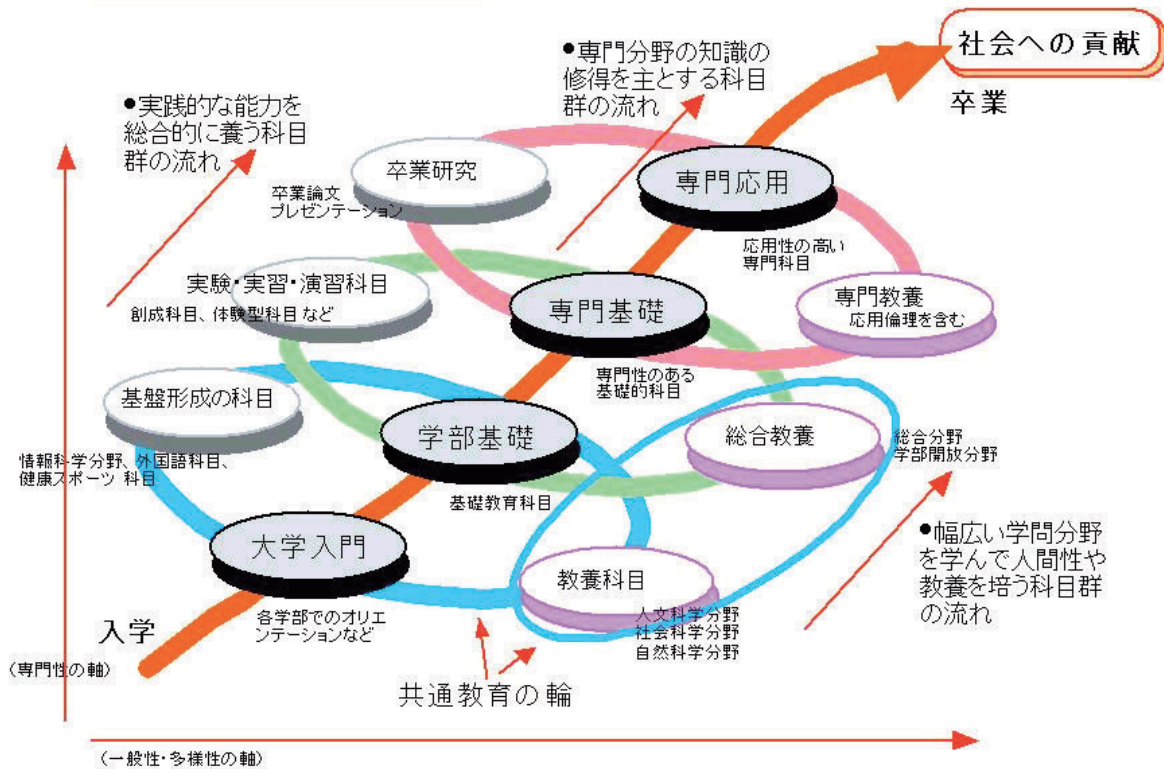 社会への貢献
卒業
●専門分野の知識の
修得を主とする科目
群の流れ
●実践的な能力を
総合的に養う科目
群の流れ
卒業研究
卒業論文
プレゼンテーション
専門応用
応用性の高い
専門科目
実験・実習・演習科目
創成科目、体験型科目 など
専門基礎
専門性のある
基礎的科目
専門教養
応用倫理を含む
基盤形成の科目
情報科学分野、外国語科目、
健康スポーツ 科目
学部基礎
基礎教育科目
総合教養
総合分野
学部開放分野
大学入門
各学部でのオリエ
ンテーションなど
教養科目
人文科学分野
社会科学分野
自然科学分野
●幅広い学問分野
を学んで人間性や
教養を培う科目群
の流れ
入学
(専門性の軸)
共通教育の輪
(一般性・多様性の軸)